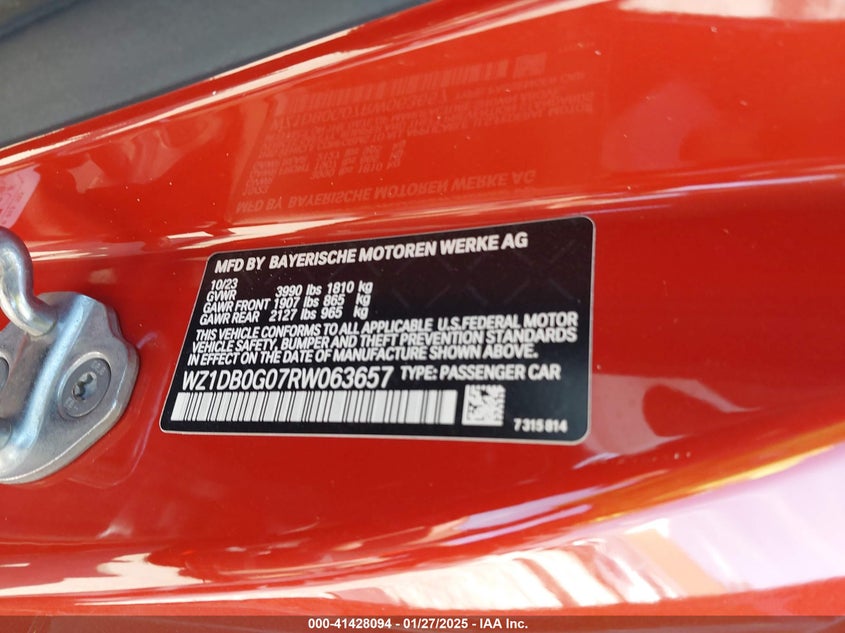 MFD BY BAYERISCHE MOTOREN WERKE AG
10/23
GVWR 3990 lbs 1810 kg
GAWR FRONT 1907 lbs 865 kg
GAWR REAR 2127 lbs 965 kg
THIS VEHICLE CONFORMS TO ALL APPLICABLE U.S.FEDERAL MOTOR
VEHICLE SAFETY, BUMPER, AND THEFT PREVENTION STANDARDS
IN EFFECT ON THE DATE OF MANUFACTURE SHOWN ABOVE.
WZ1DB0G07RW063657 TYPE: PASSENGER CAR
7315814
000-41428094 - 01/27/2025 - IAA Inc.